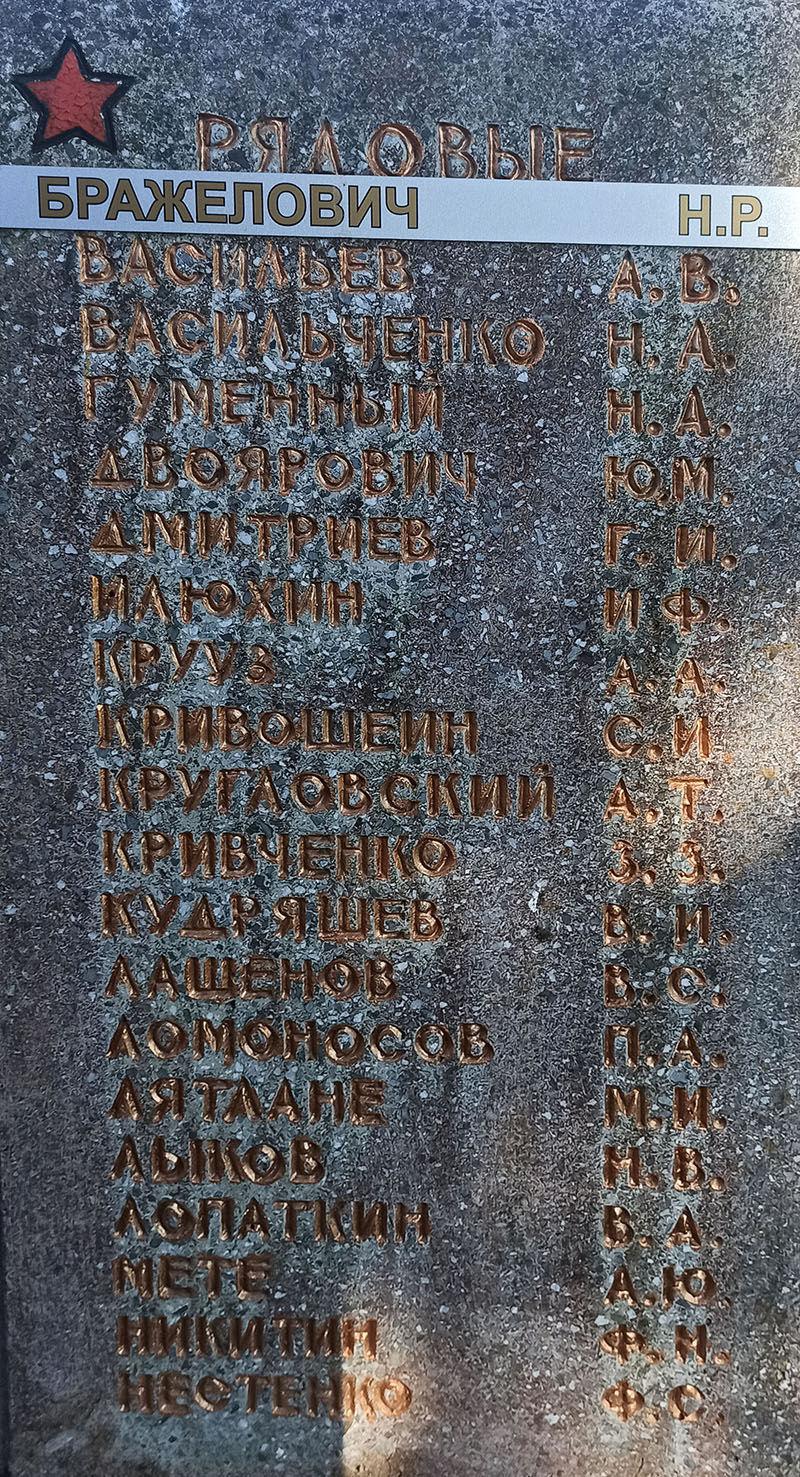 РЯДОВЫЕ
БРАЖЕЛОВИЧ Н.Р.
ВАСИЛЬЕВ А.В.
ВАСИЛЬЧЕНКО Н.А.
ГУМЕННЫЙ Н.А.
ДВОЯРОВИЧ Ю.М.
ДМИТРИЕВ Г.И.
ИЛЮХИН И Ф.
КРУУЗ А.А.
КРИВОШЕИН С.И
КРУГЛОВСКИЙ А.Т.
КРИВЧЕНКО З.З.
КУДРЯШЕВ В.И.
ЛАШЕНОВ В.С.
ЛОМОНОСОВ П.А.
ЛЯТЛАНЕ М.И.
ЛЫКОВ Н.В.
ЛОПАТКИН В.А.
МЕТЕ А.Ю.
НИКИТИН Ф.Н.
НЕСТЕНКО Ф.С.